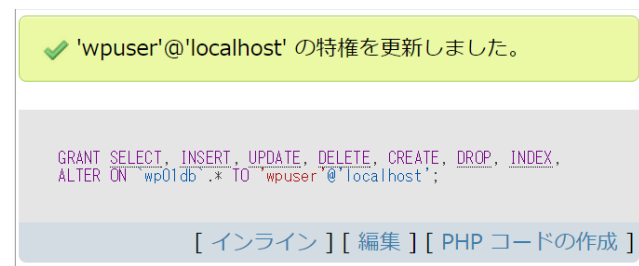 'wpuser'@'localhost' の特権を更新しました。
GRANT SELECT, INSERT, UPDATE, DELETE, CREATE, DROP, INDEX,
ALTER ON `wp01db`.* TO 'wpuser'@'localhost';
[ インライン ] [ 編集 ] [ PHP コードの作成 ]